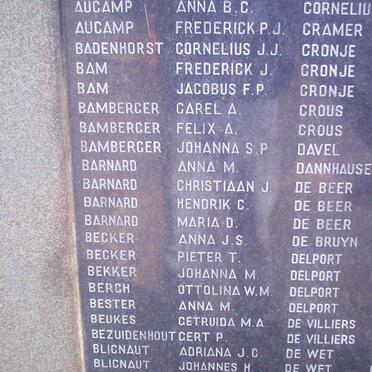 AUCAMP ANNA B.C. CORNELIU
AUCAMP FREDERICK P.J. CRAMER
BADENHORST CORNELIUS J.J. CRONJE
BAM FREDERICK J. CRONJE
BAM JACOBUS F.P. CRONJE
BAMBERGER CAREL A. CROUS
BAMBERGER FELIX A. CROUS
BAMBERGER JOHANNA S.P DAVEL
BARNARD ANNA M. DANNHAUSE
BARNARD CHRISTIAAN J. DE BEER
BARNARD HENDRIK C. DE BEER
BARNARD MARIA D. DE BEER
BECKER ANNA J.S. DE BRUYN
BECKER PIETER T. DELPORT
BEKKER JOHANNA M. DELPORT
BERGH OTTOLINA W.M. DELPORT
BESTER ANNA M. DELPORT
BEUKES GETRUIDA M.A DE VILLIERS
BEZUIDENHOUT GERT P. DE VILLIERS
BLIGNAUT ADRIANA J.C. DE WET
BLIGNAUT JOHANNES H. DE WET